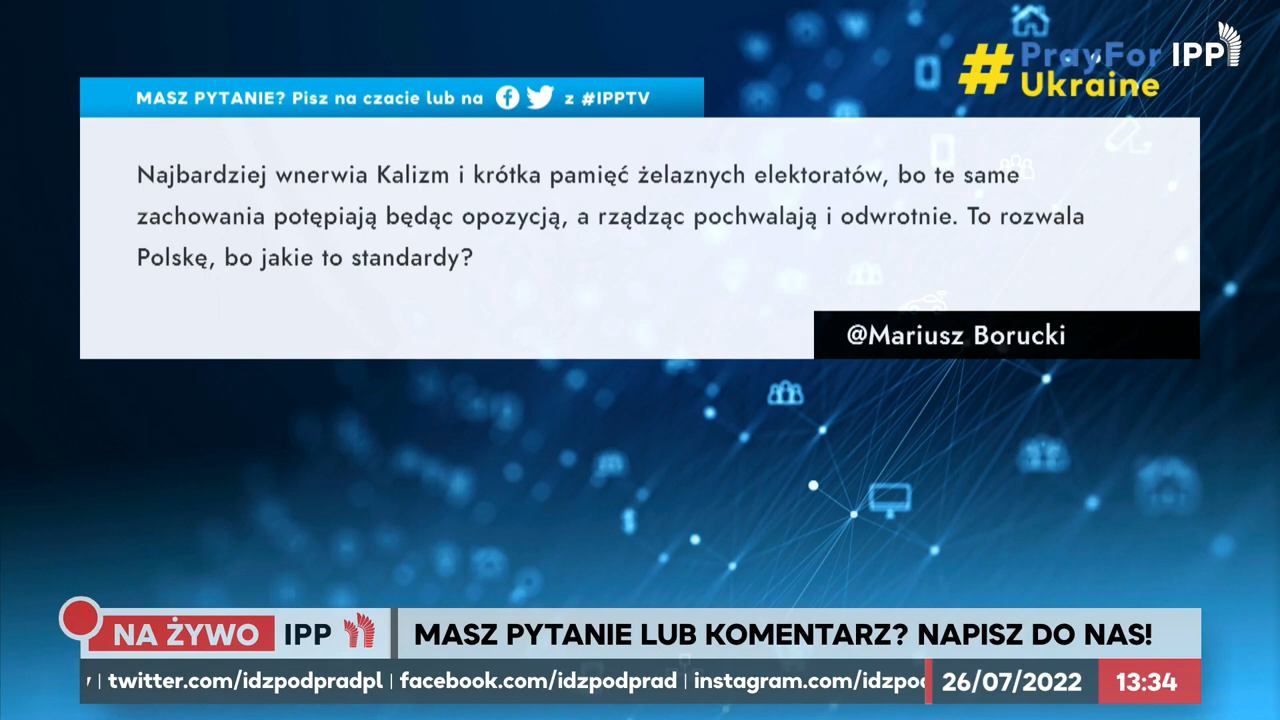 #PrayFor
Ukraine
IPP
MASZ PYTANIE? Pisz na czacie lub na z #IPPTV
Najbardziej wnerwia Kalizm i krótka pamięć żelaznych elektoratów, bo te same
zachowania potępiają będąc opozycją, a rządząc pochwalają i odwrotnie. To rozwala
Polskę, bo jakie to standardy?
@Mariusz Borucki
NA ŻYWO IPP
MASZ PYTANIE LUB KOMENTARZ? NAPISZ DO NAS!
| twitter.com/idzpodpradpl | facebook.com/idzpodprad | instagram.com/idzpo
26/07/2022
13:34